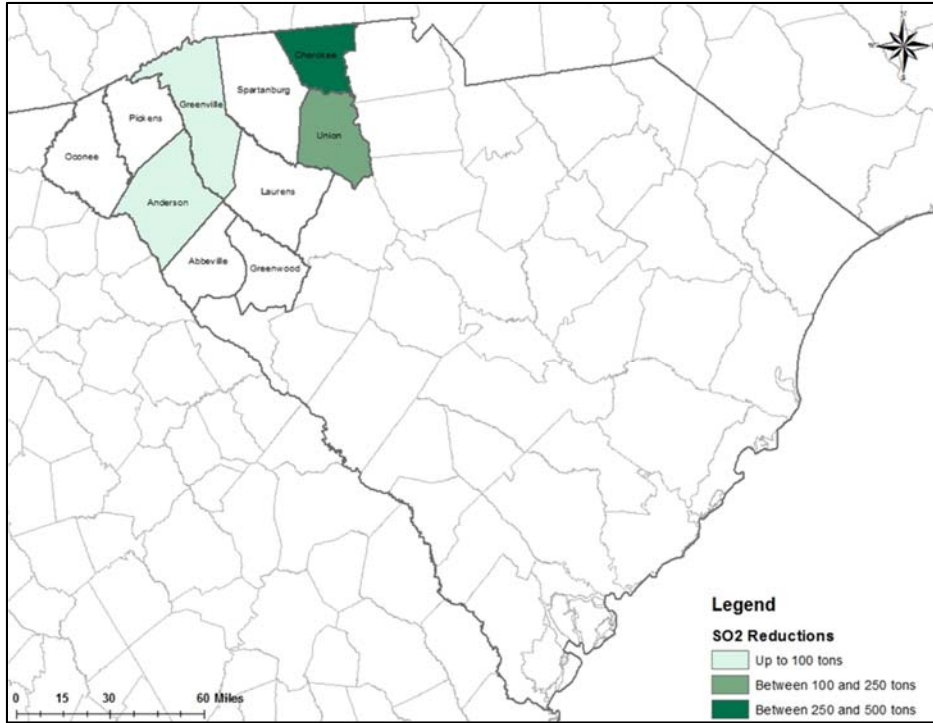 Cherokee
Spartanburg
Greenville
Pickens
Union
Oconee
Laurens
Anderson
Abbeville
Greenwood
Legend
SO2 Reductions
Up to 100 tons
Between 100 and 250 tons
Between 250 and 500 tons
0 15 30 60 Miles